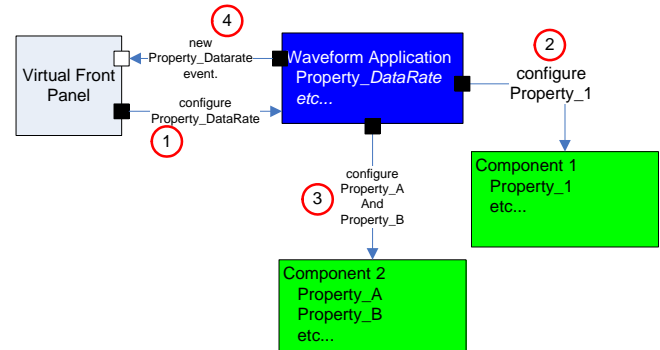 4
new
Property_Datarate
event.
Virtual Front
Panel
configure
Property_DataRate
1
Waveform Application
Property_DataRate
etc...
2
configure
Property_1
3
configure
Property_A
And
Property_B
Component 1
Property_1
etc...
Component 2
Property_A
Property_B
etc...